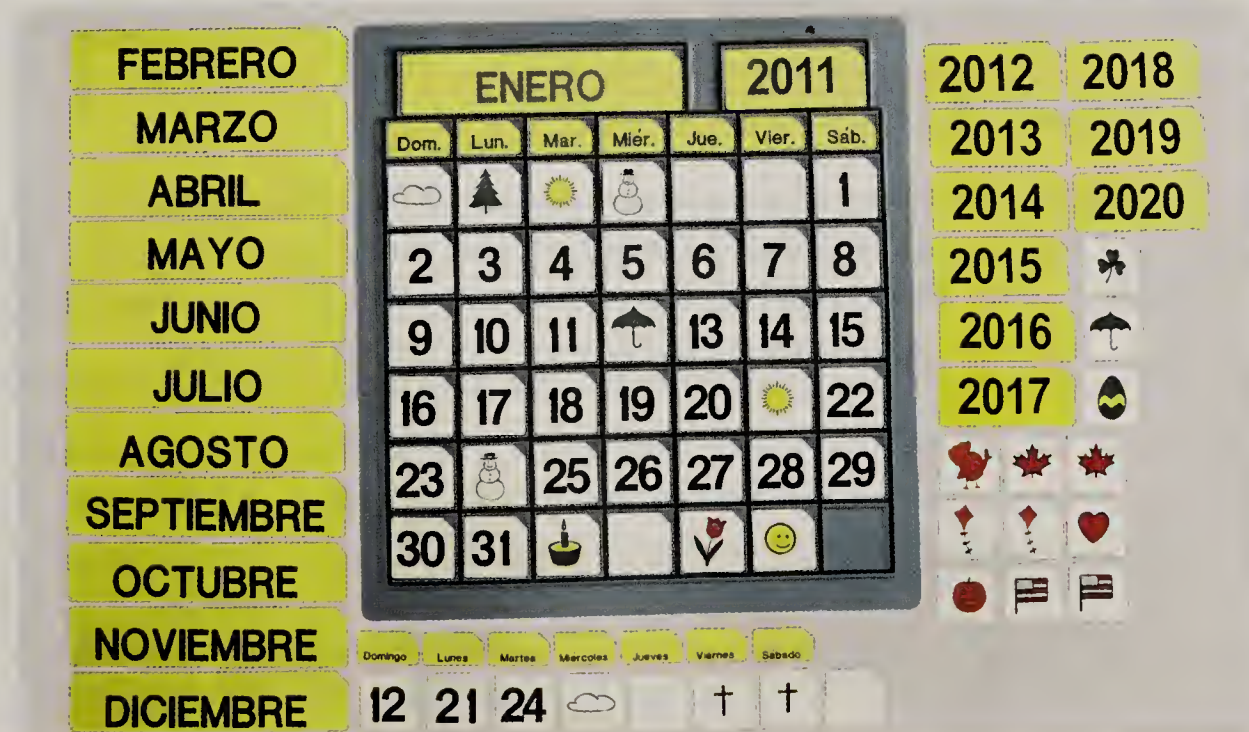 FEBRERO
MARZO
ABRIL
MAYO
JUNIO
JULIO
AGOSTO
SEPTIEMBRE
OCTUBRE
NOVIEMBRE
DICIEMBRE
ENERO 2011
Dom. Lun. Mar. Miér. Jue. Vier. Sáb.
1
2 3 4 5 6 7 8
9 10 11 13 14 15
16 17 18 19 20 22
23 25 26 27 28 29
30 31
Domingo Lunes Martes Miercoles Jueves Viernes Sabado
12 21 24
2012 2018
2013 2019
2014 2020
2015
2016
2017